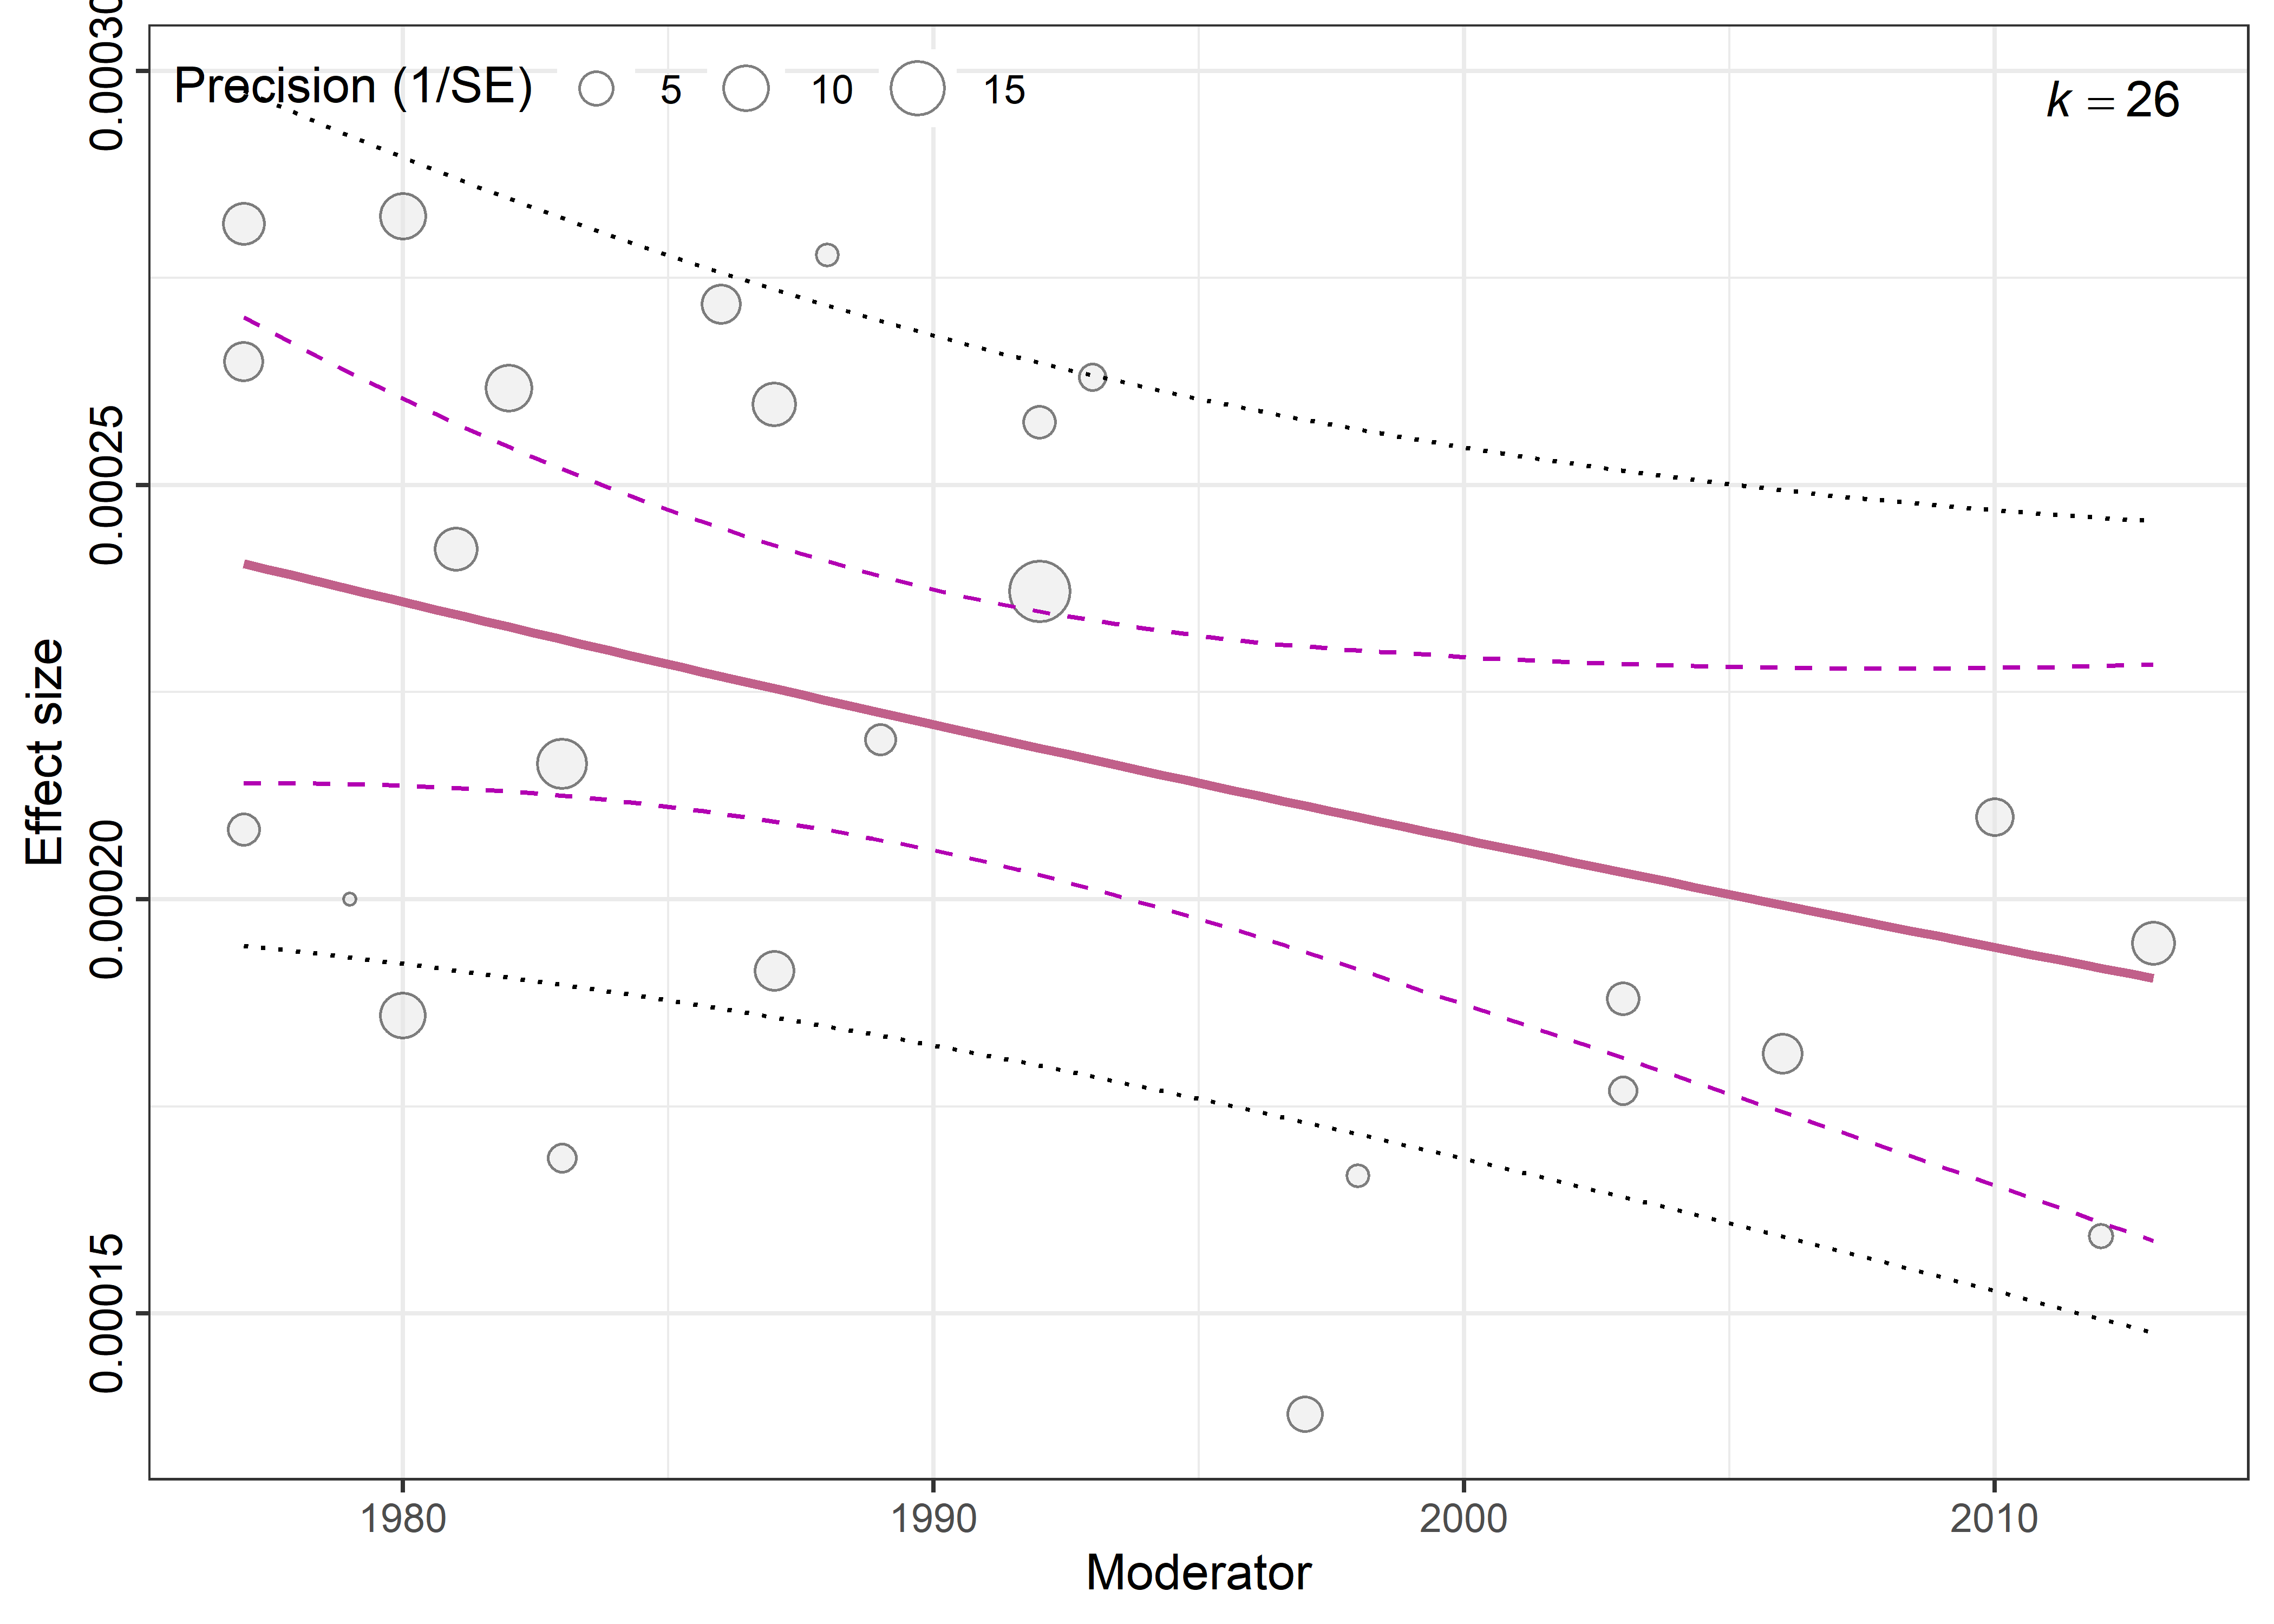 Precision (1/SE) 5 10 15
k = 26
0.00030
0.00025
0.00020
0.00015
Effect size
1980 1990 2000 2010
Moderator